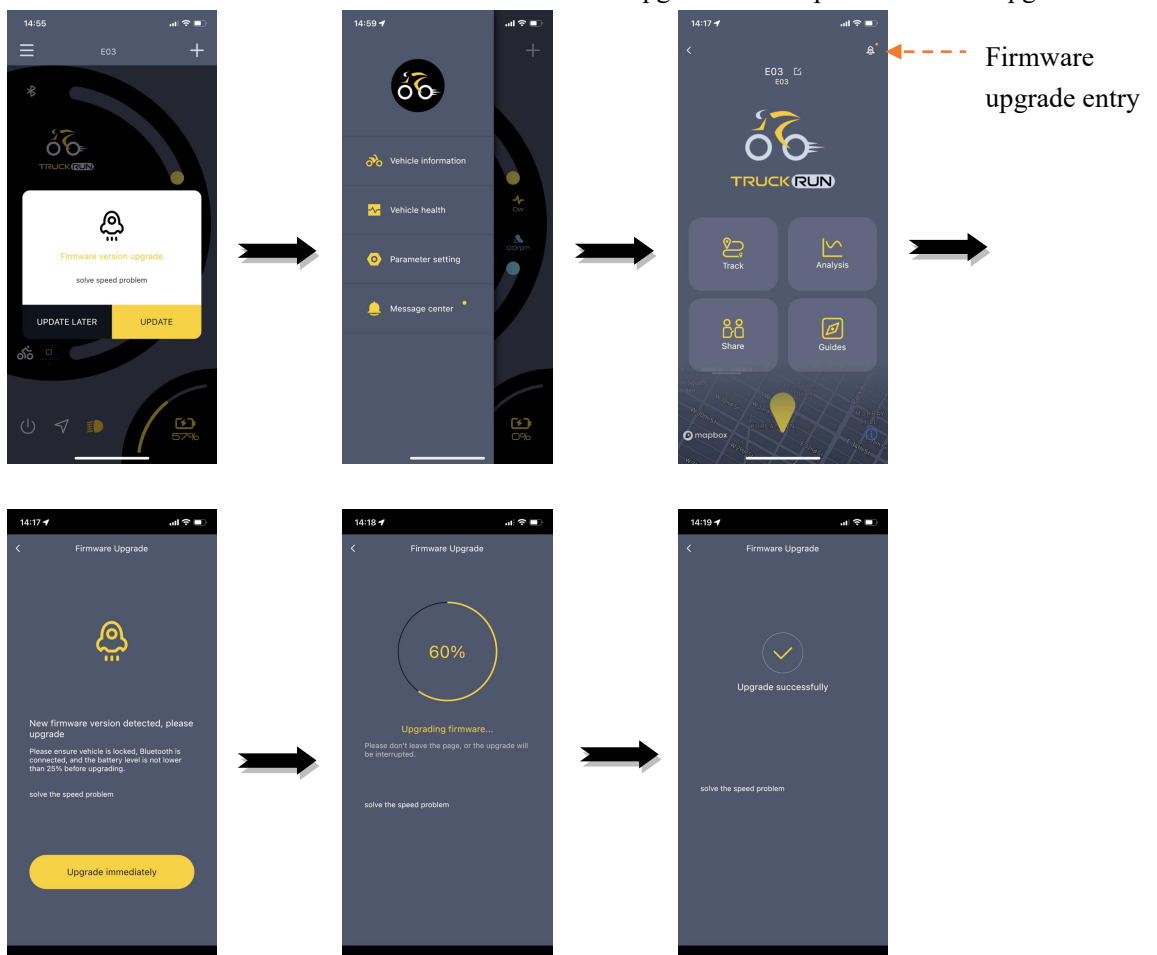 14:55
E03
TRUCKRUN
Firmware version upgrade
solve speed problem
UPDATE LATER
UPDATE
57%
14:59
Vehicle information
Vehicle health
Parameter setting
Message center
0w
00rpm
0%
14:17
E03
E03
TRUCKRUN
Track
Analysis
Share
Guides
mapbox
Firmware
upgrade entry
14:17
Firmware Upgrade
New firmware version detected, please
upgrade
Please ensure vehicle is locked, Bluetooth is
connected, and the battery level is not lower
than 25% before upgrading.
solve the speed problem
Upgrade immediately
14:18
Firmware Upgrade
60%
Upgrading firmware...
Please don't leave the page, or the upgrade will
be interrupted.
solve the speed problem
14:19
Firmware Upgrade
Upgrade successfully
solve the speed problem